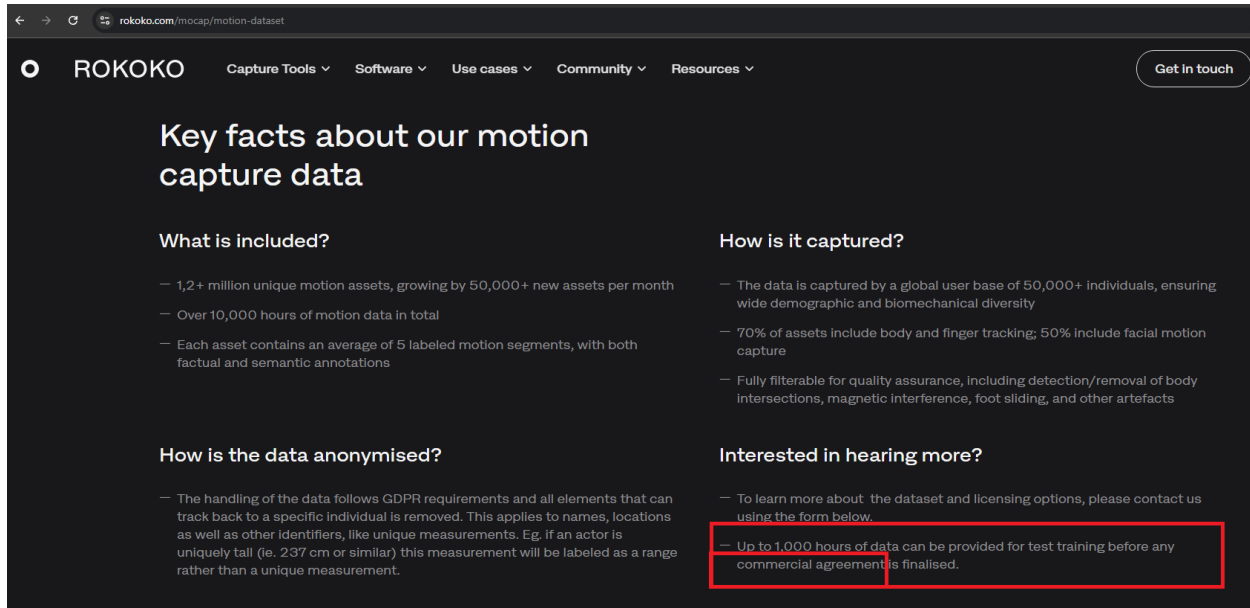 rokoko.com/mocap/motion-dataset
ROKOKO
Capture Tools
Software
Use cases
Community
Resources
Get in touch
Key facts about our motion
capture data
What is included?
— 1,2+ million unique motion assets, growing by 50,000+ new assets per month
— Over 10,000 hours of motion data in total
— Each asset contains an average of 5 labeled motion segments, with both
factual and semantic annotations
How is it captured?
— The data is captured by a global user base of 50,000+ individuals, ensuring
wide demographic and biomechanical diversity
— 70% of assets include body and finger tracking; 50% include facial motion
capture
— Fully filterable for quality assurance, including detection/removal of body
intersections, magnetic interference, foot sliding, and other artefacts
How is the data anonymised?
— The handling of the data follows GDPR requirements and all elements that can
track back to a specific individual is removed. This applies to names, locations
as well as other identifiers, like unique measurements. Eg. if an actor is
uniquely tall (ie. 237 cm or similar) this measurement will be labeled as a range
rather than a unique measurement.
Interested in hearing more?
— To learn more about the dataset and licensing options, please contact us
using the form below.
— Up to 1,000 hours of data can be provided for test training before any
commercial agreement is finalised.